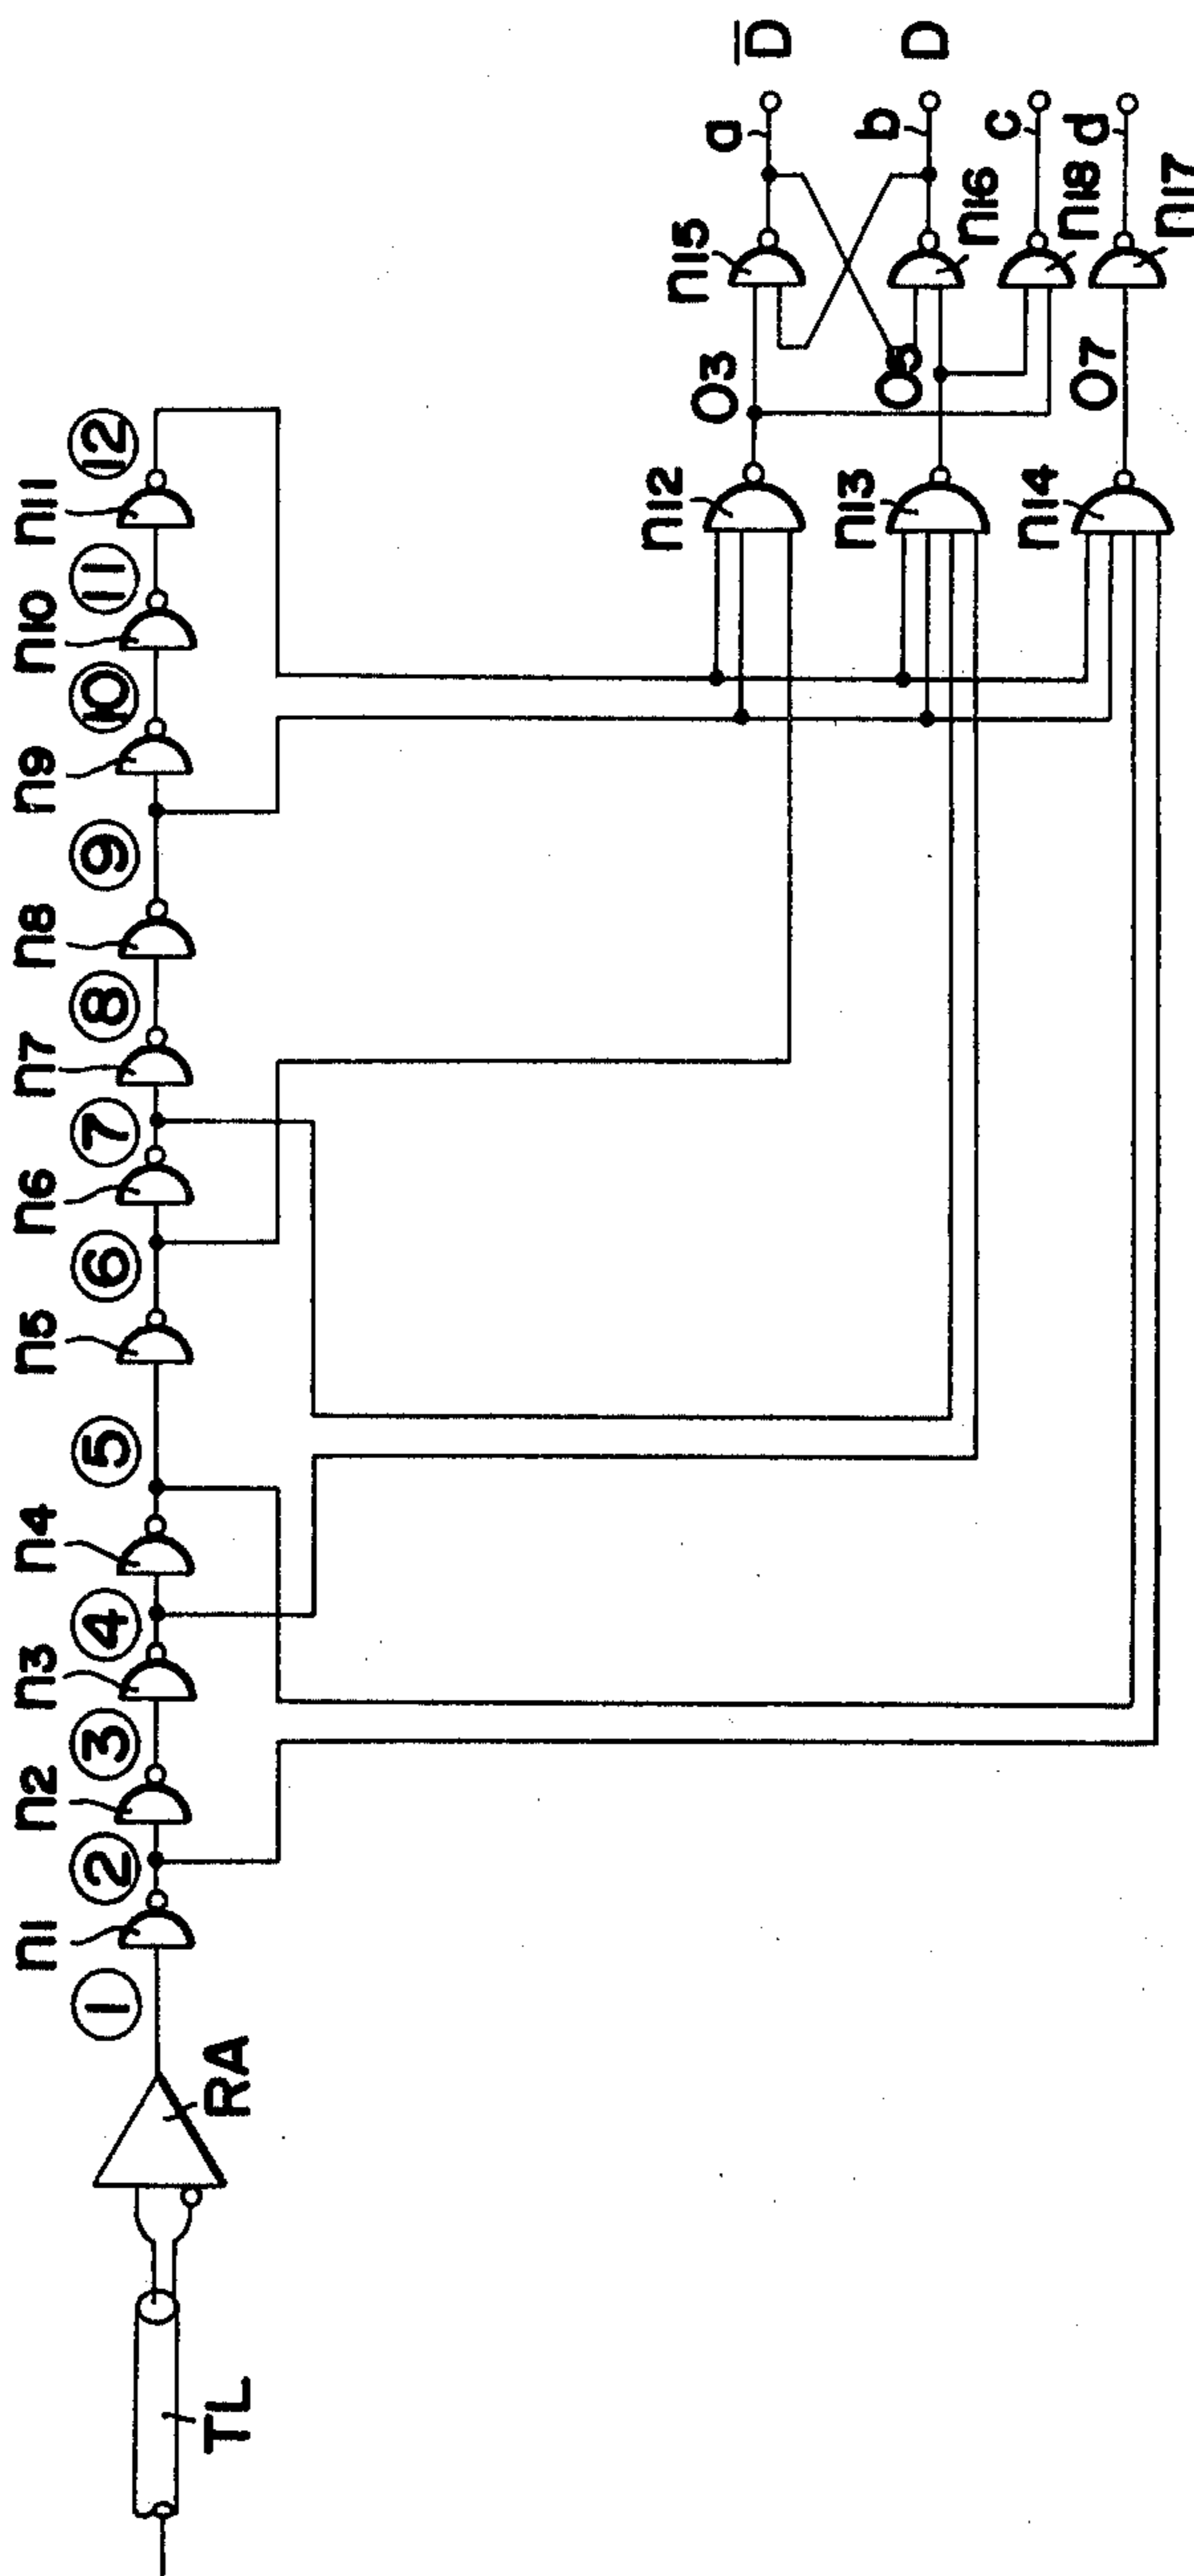 TL
RA
① n1 ② n2 ③ n3 ④ n4 ⑤ n5 ⑥ n6 ⑦ n7 ⑧ n8 ⑨ n9 ⑩ n10 ⑪ n11 ⑫
n12 O3 n15 a D̅
n13 O5 n16 b D
n18 c
n14 O7 n17 d